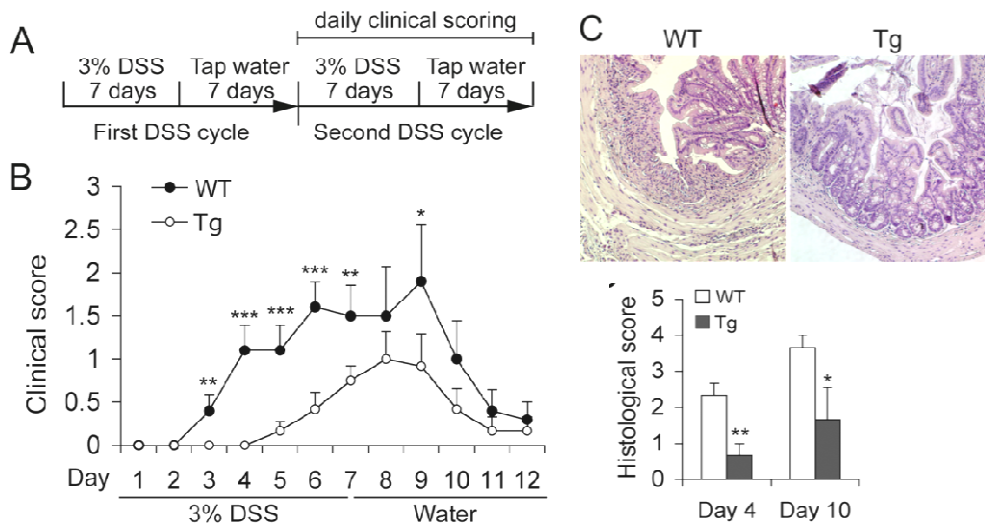 A
daily clinical scoring
3% DSS
7 days
Tap water
7 days
3% DSS
7 days
Tap water
7 days
First DSS cycle
Second DSS cycle
B
WT
Tg
Clinical score
3
2.5
2
1.5
1
0.5
0
**
***
***
***
**
*
Day 1 2 3 4 5 6 7 8 9 10 11 12
3% DSS
Water
C
WT
Tg
WT
Tg
Histological score
5
4
3
2
1
0
**
*
Day 4
Day 10